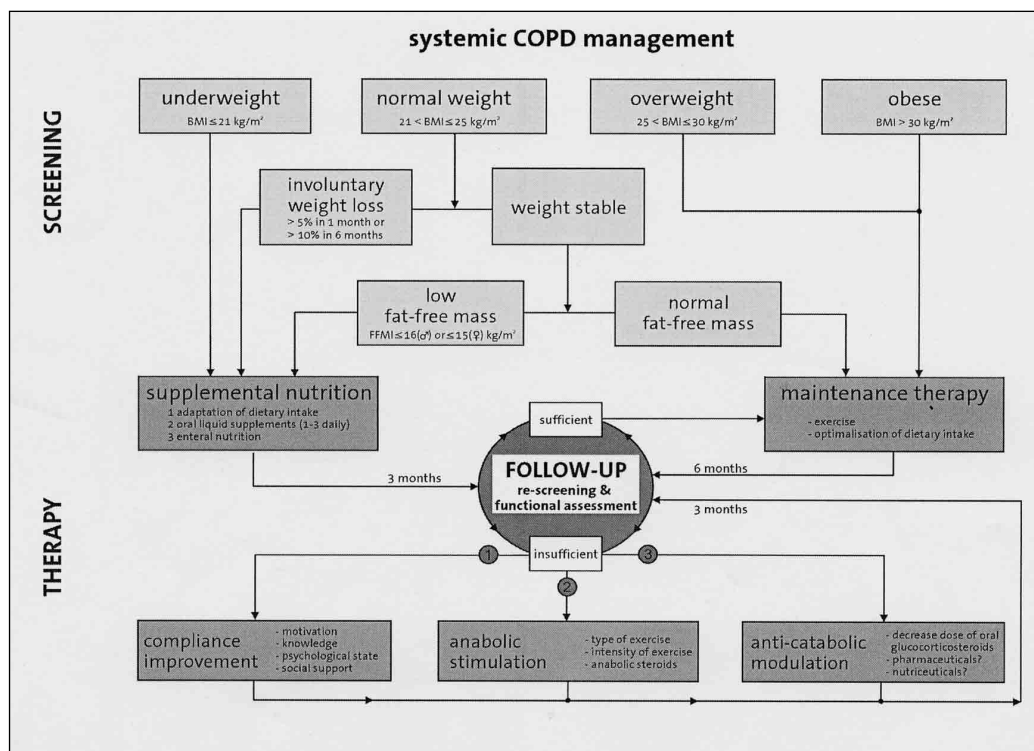 systemic COPD management
SCREENING
underweight
BMI ≤ 21 kg/m²
normal weight
21 < BMI ≤ 25 kg/m²
overweight
25 < BMI ≤ 30 kg/m²
obese
BMI > 30 kg/m²
involuntary
weight loss
> 5% in 1 month or
> 10% in 6 months
weight stable
low
fat-free mass
FFMI ≤ 16(♂) or ≤ 15(♀) kg/m²
normal
fat-free mass
THERAPY
supplemental nutrition
1 adaptation of dietary intake
2 oral liquid supplements (1-3 daily)
3 enteral nutrition
sufficient
maintenance therapy
- exercise
- optimalisation of dietary intake
3 months
FOLLOW-UP
re-screening &
functional assessment
6 months
3 months
1
insufficient
3
2
compliance
improvement
- motivation
- knowledge
- psychological state
- social support
anabolic
stimulation
- type of exercise
- intensity of exercise
- anabolic steroids
anti-catabolic
modulation
- decrease dose of oral
glucocorticosteroids
- pharmaceuticals?
- nutriceuticals?